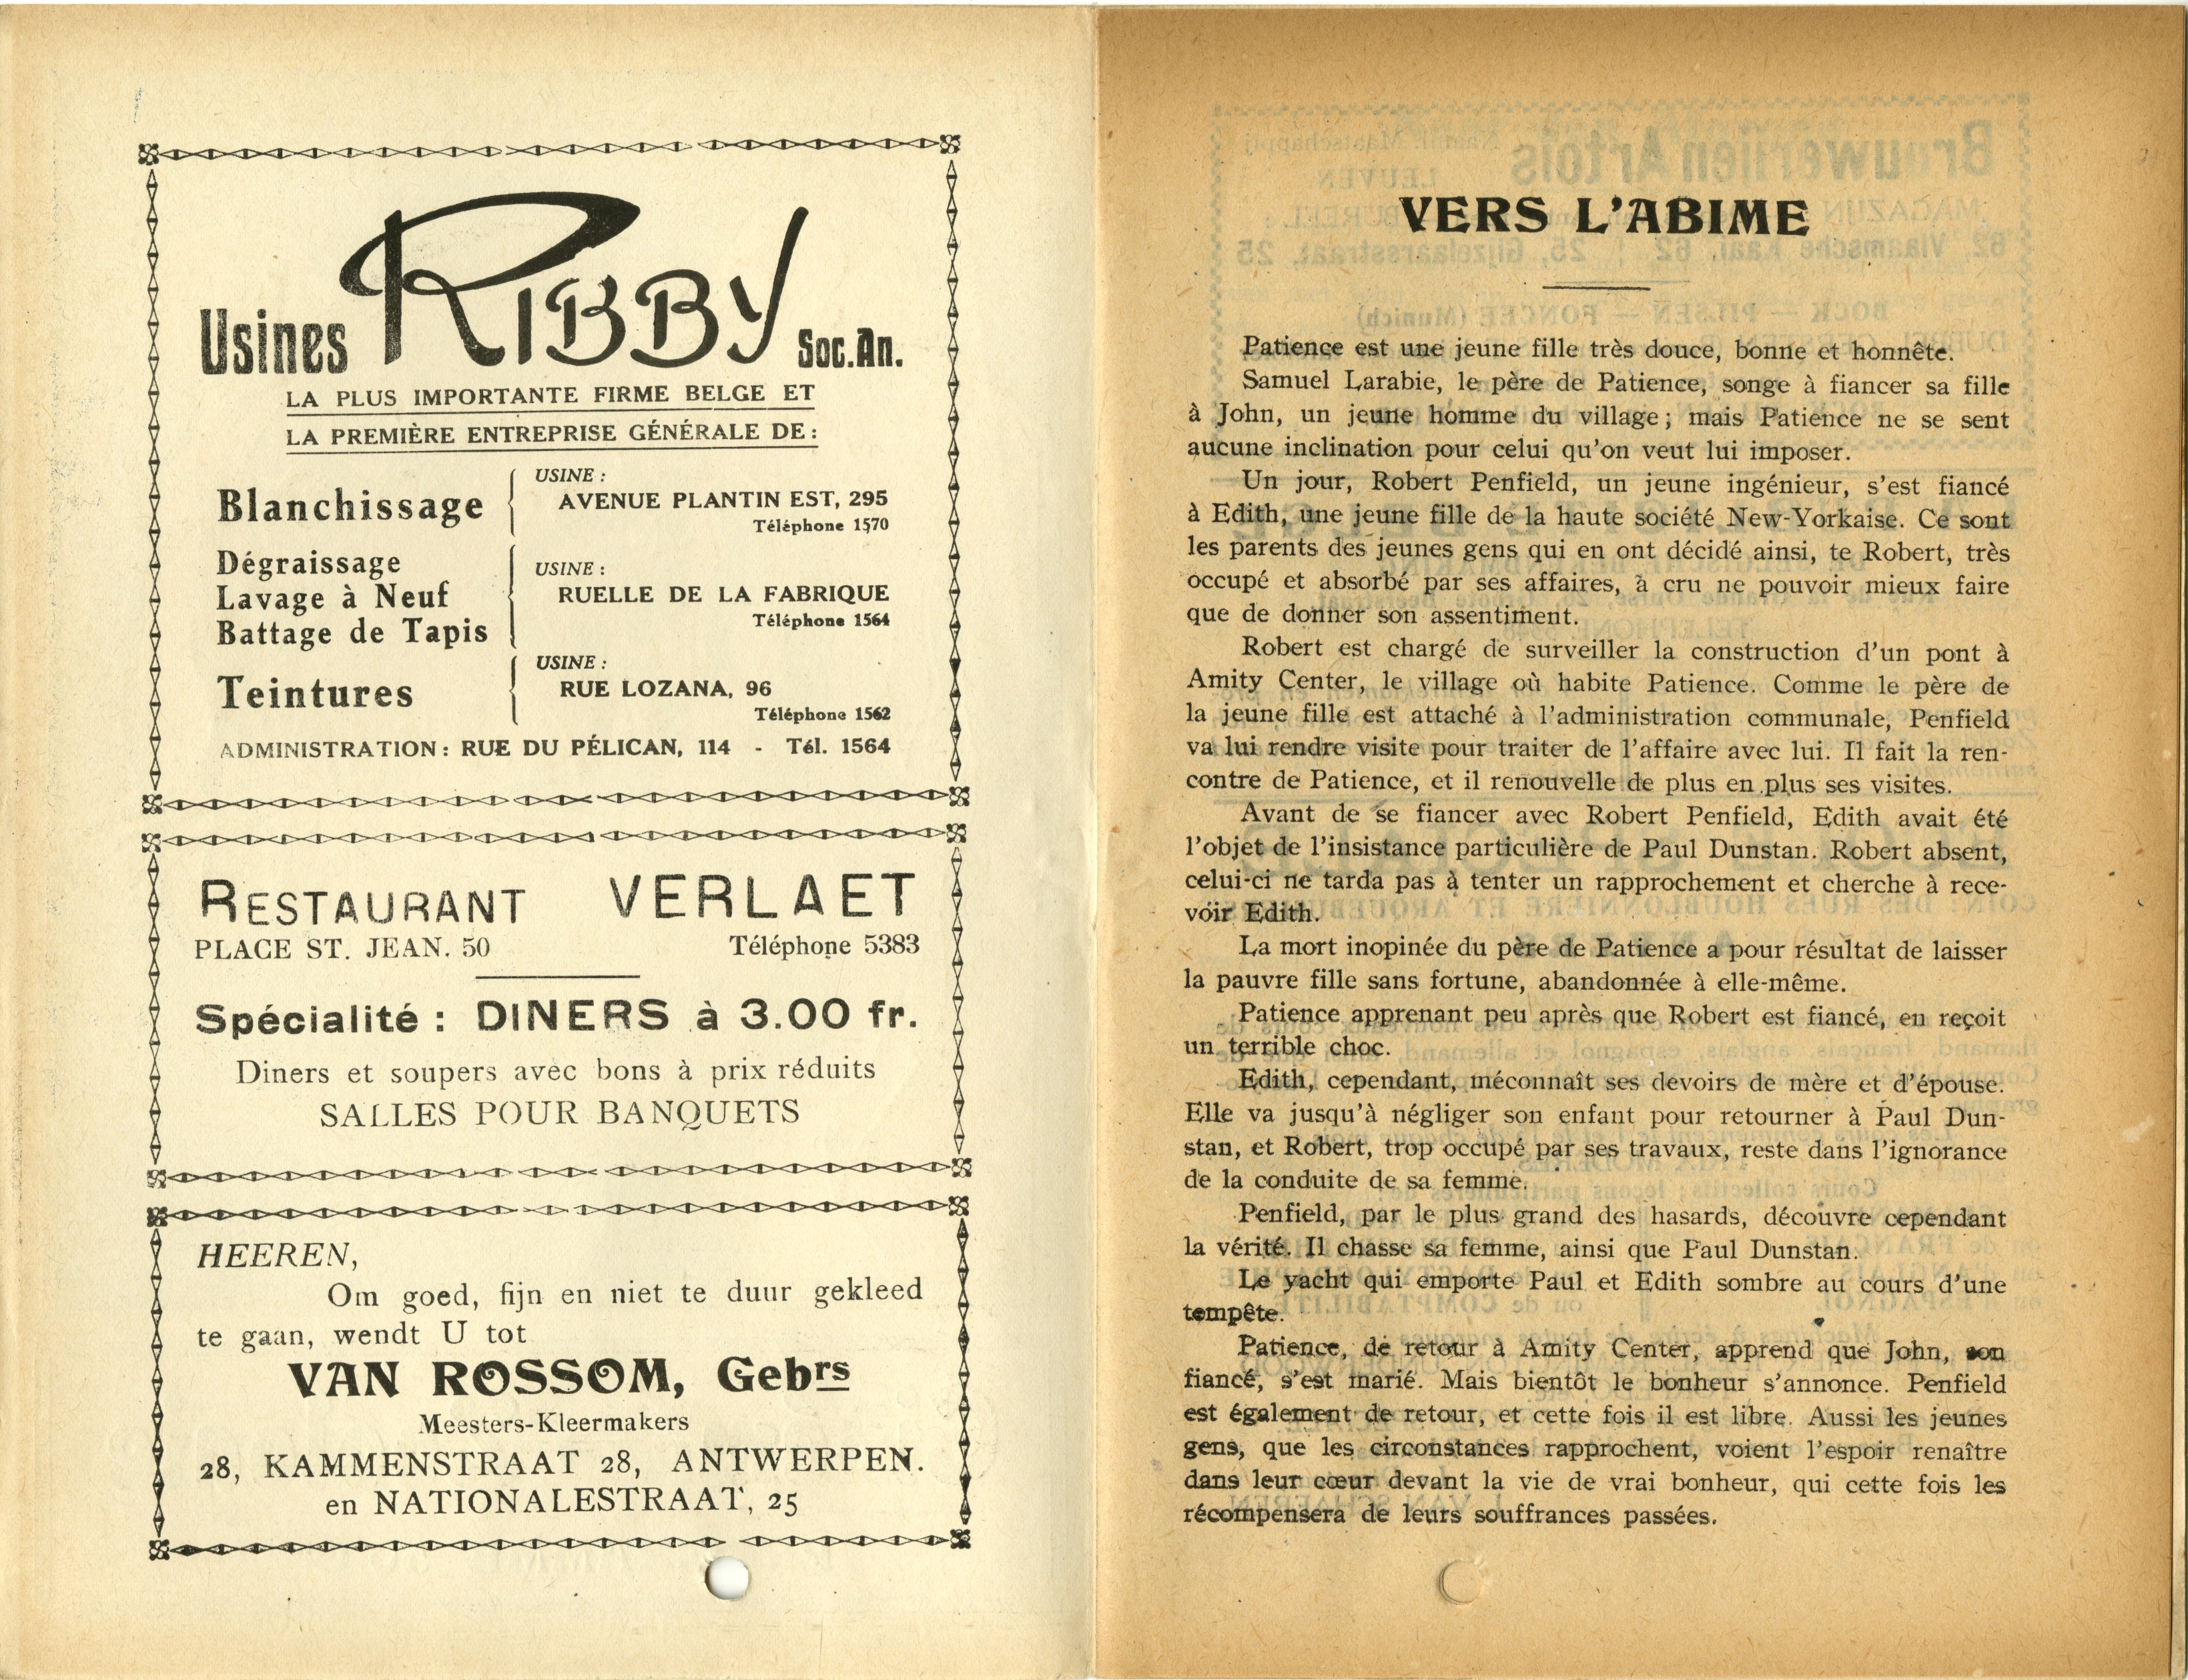 Usines RIBBY Soc. An.
LA PLUS IMPORTANTE FIRME BELGE ET
LA PREMIÈRE ENTREPRISE GÉNÉRALE DE:
Blanchissage
USINE :
AVENUE PLANTIN EST, 295
Téléphone 1570
Dégraissage
Lavage à Neuf
Battage de Tapis
USINE :
RUELLE DE LA FABRIQUE
Téléphone 1564
Teintures
USINE :
RUE LOZANA, 96
Téléphone 1562
ADMINISTRATION: RUE DU PÉLICAN, 114 - Tél. 1564
RESTAURANT VERLAET
PLACE ST. JEAN. 50 Téléphone 5383
Spécialité : DINERS à 3.00 fr.
Diners et soupers avec bons à prix réduits
SALLES POUR BANQUETS
HEEREN,
Om goed, fijn en niet te duur gekleed
te gaan, wendt U tot
VAN ROSSOM, Gebrs
Meesters-Kleermakers
28, KAMMENSTRAAT 28, ANTWERPEN.
en NATIONALESTRAAT, 25
VERS L'ABIME
Patience est une jeune fille très douce, bonne et honnête.
Samuel Larabie, le père de Patience, songe à fiancer sa fille
à John, un jeune homme du village; mais Patience ne se sent
aucune inclination pour celui qu'on veut lui imposer.
Un jour, Robert Penfield, un jeune ingénieur, s'est fiancé
à Edith, une jeune fille de la haute société New-Yorkaise. Ce sont
les parents des jeunes gens qui en ont décidé ainsi, te Robert, très
occupé et absorbé par ses affaires, à cru ne pouvoir mieux faire
que de donner son assentiment.
Robert est chargé de surveiller la construction d'un pont à
Amity Center, le village où habite Patience. Comme le père de
la jeune fille est attaché à l'administration communale, Penfield
va lui rendre visite pour traiter de l'affaire avec lui. Il fait la ren-
contre de Patience, et il renouvelle de plus en plus ses visites.
Avant de se fiancer avec Robert Penfield, Edith avait été
l'objet de l'insistance particulière de Paul Dunstan. Robert absent,
celui-ci ne tarda pas à tenter un rapprochement et cherche à rece-
voir Edith.
La mort inopinée du père de Patience a pour résultat de laisser
la pauvre fille sans fortune, abandonnée à elle-même.
Patience apprenant peu après que Robert est fiancé, en reçoit
un terrible choc.
Edith, cependant, méconnaît ses devoirs de mère et d'épouse.
Elle va jusqu'à négliger son enfant pour retourner à Paul Dun-
stan, et Robert, trop occupé par ses travaux, reste dans l'ignorance
de la conduite de sa femme.
Penfield, par le plus grand des hasards, découvre cependant
la vérité. Il chasse sa femme, ainsi que Paul Dunstan.
Le yacht qui emporte Paul et Edith sombre au cours d'une
tempête.
Patience, de retour à Amity Center, apprend que John, son
fiancé, s'est marié. Mais bientôt le bonheur s'annonce. Penfield
est également de retour, et cette fois il est libre. Aussi les jeunes
gens, que les circonstances rapprochent, voient l'espoir renaître
dans leur cœur devant la vie de vrai bonheur, qui cette fois les
récompensera de leurs souffrances passées.